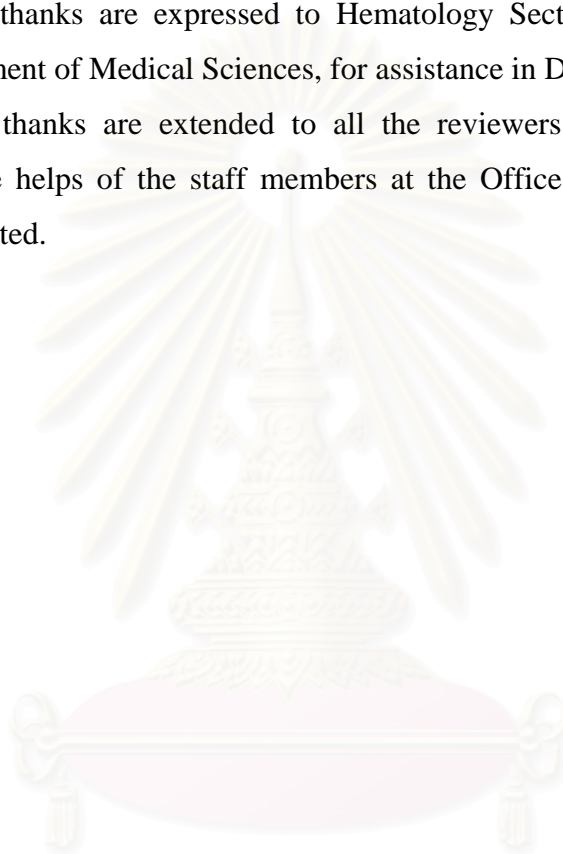 thanks are expressed to Hematology Sect
ment of Medical Sciences, for assistance in D
thanks are extended to all the reviewers
helps of the staff members at the Office
ted.